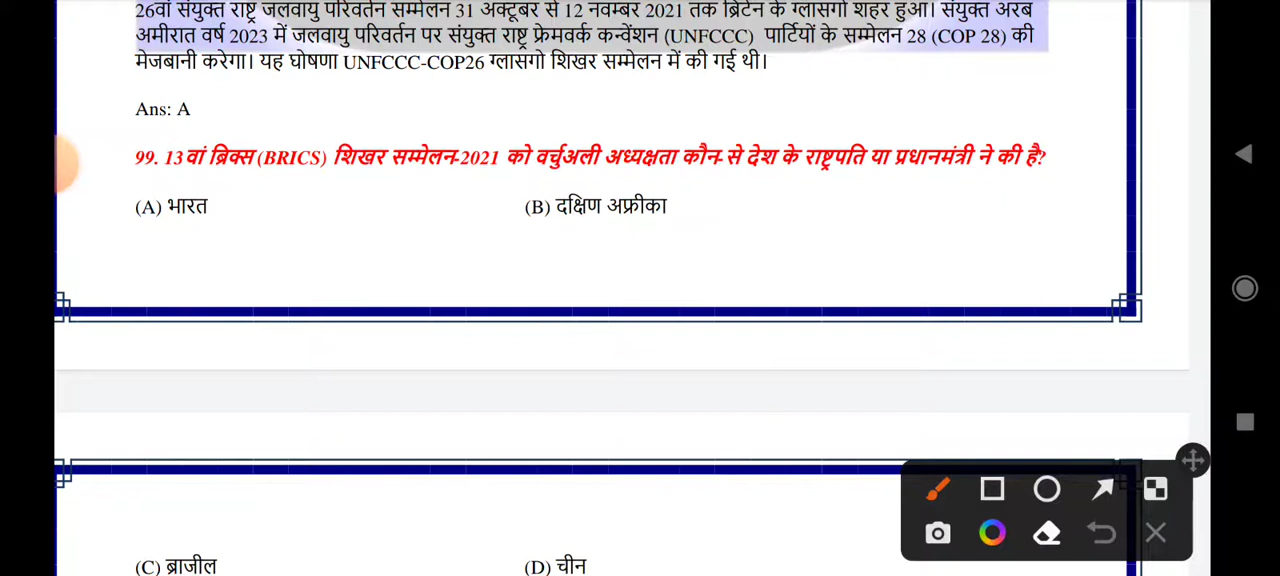 26वां संयुक्त राष्ट्र जलवायु परिवर्तन सम्मेलन 31 अक्टूबर से 12 नवम्बर 2021 तक ब्रिटेन के ग्लासगो शहर हुआ। संयुक्त अरब
अमीरात वर्ष 2023 में जलवायु परिवर्तन पर संयुक्त राष्ट्र फ्रेमवर्क कन्वेंशन (UNFCCC) पार्टियों के सम्मेलन 28 (COP 28) की
मेजबानी करेगा। यह घोषणा UNFCCC-COP26 ग्लासगो शिखर सम्मेलन में की गई थी।
Ans: A
99. 13वां ब्रिक्स (BRICS) शिखर सम्मेलन-2021 को वर्चुअली अध्यक्षता कौन-से देश के राष्ट्रपति या प्रधानमंत्री ने की है?
(A) भारत (B) दक्षिण अफ्रीका
(C) ब्राजील (D) चीन